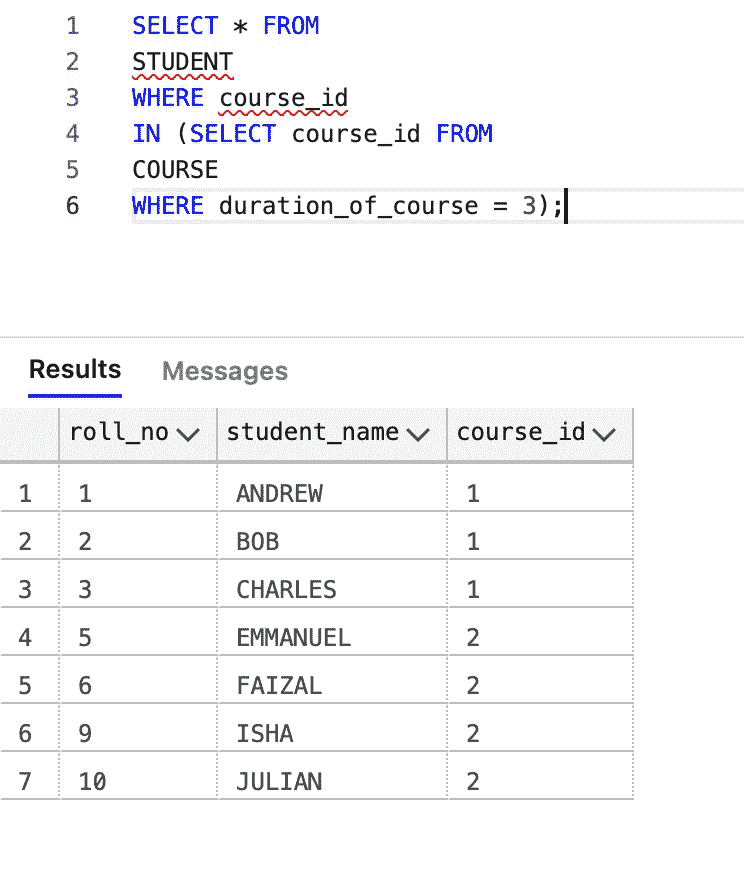 1 SELECT * FROM
2 STUDENT
3 WHERE course_id
4 IN (SELECT course_id FROM
5 COURSE
6 WHERE duration_of_course = 3);
Results Messages
roll_no student_name course_id
1 1 ANDREW 1
2 2 BOB 1
3 3 CHARLES 1
4 5 EMMANUEL 2
5 6 FAIZAL 2
6 9 ISHA 2
7 10 JULIAN 2